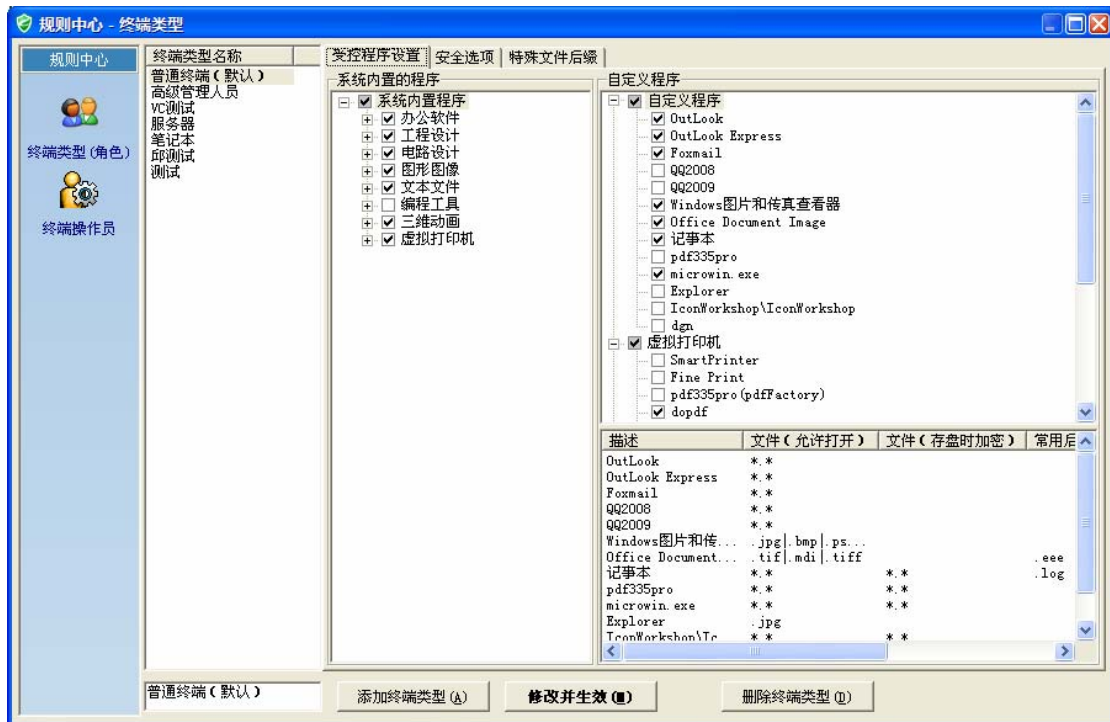 规则中心 - 终端类型
规则中心
终端类型(角色)
终端操作员
终端类型名称
普通终端(默认)
高级管理人员
VC测试
服务器
笔记本
邱测试
测试
受控程序设置 安全选项 特殊文件后缀
系统内置的程序
系统内置程序
办公软件
工程设计
电路设计
图形图像
文本文件
编程工具
三维动画
虚拟打印机
自定义程序
自定义程序
OutLook
OutLook Express
Foxmail
QQ2008
QQ2009
Windows图片和传真查看器
Office Document Image
记事本
pdf335pro
microwin.exe
Explorer
IconWorkshop\IconWorkshop
dgn
虚拟打印机
SmartPrinter
Fine Print
pdf335pro(pdfFactory)
dopdf
描述 文件(允许打开) 文件(存盘时加密) 常用后
OutLook *.*
OutLook Express *.*
Foxmail *.*
QQ2008 *.*
QQ2009 *.*
Windows图片和传... .jpg|.bmp|.ps...
Office Document... .tif|.mdi|.tiff .eee
记事本 *.* *.* .log
pdf335pro *.* *.*
microwin.exe *.* *.*
Explorer .jpg
IconWorkshop\Ic *.* *.*
普通终端(默认)
添加终端类型(A) 修改并生效(M) 删除终端类型(D)